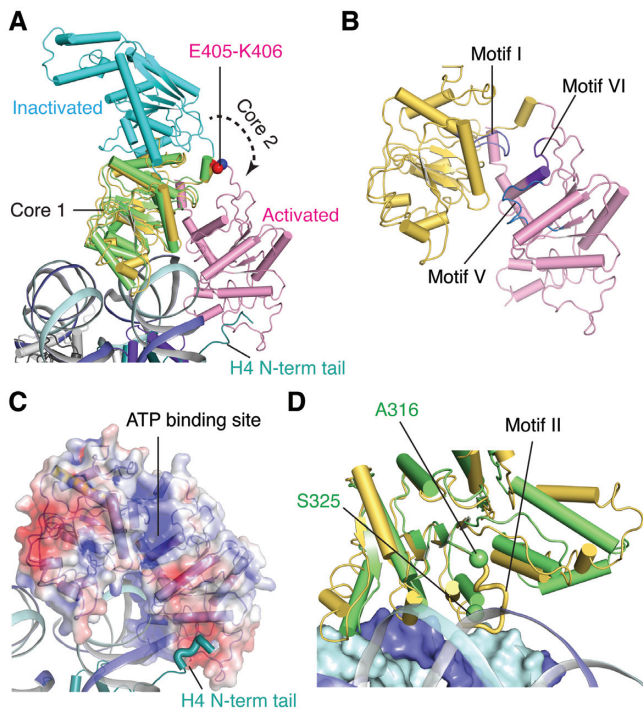 A
E405-K406
Inactivated
Core 2
Core 1
Activated
H4 N-term tail
B
Motif I
Motif VI
Motif V
C
ATP binding site
H4 N-term tail
D
A316
Motif II
S325